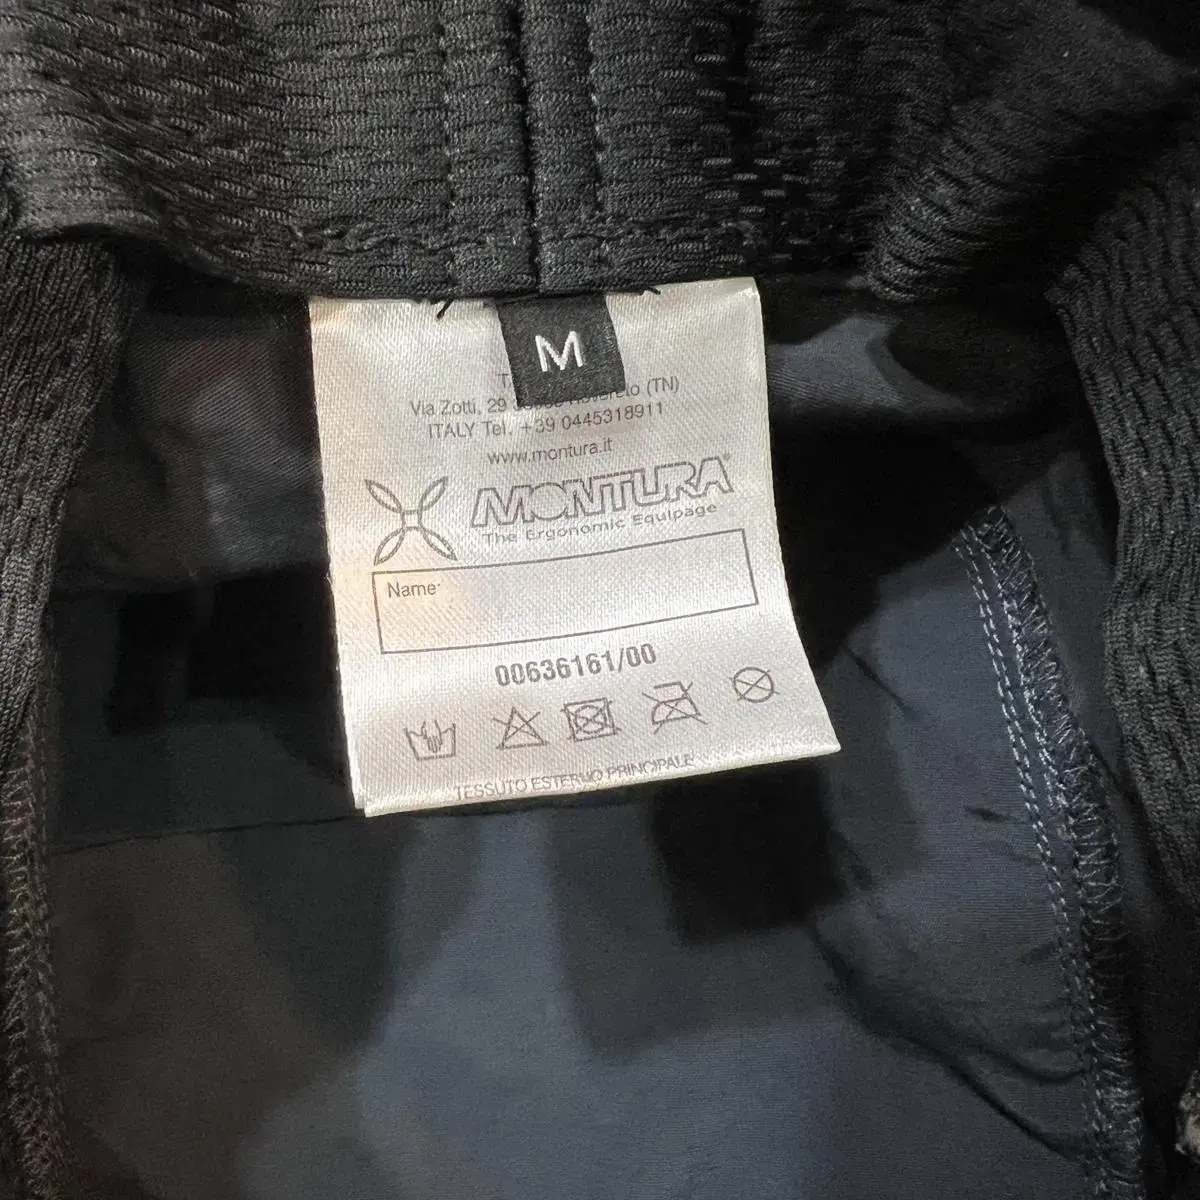 M
Via Zotti, 29 (TN)
ITALY Tel. +39 0445318911
www.montura.it
MONTURA
The Ergonomic Equipage
Name:
00636161/00
TESSUTO ESTERNO PRINCIPALE